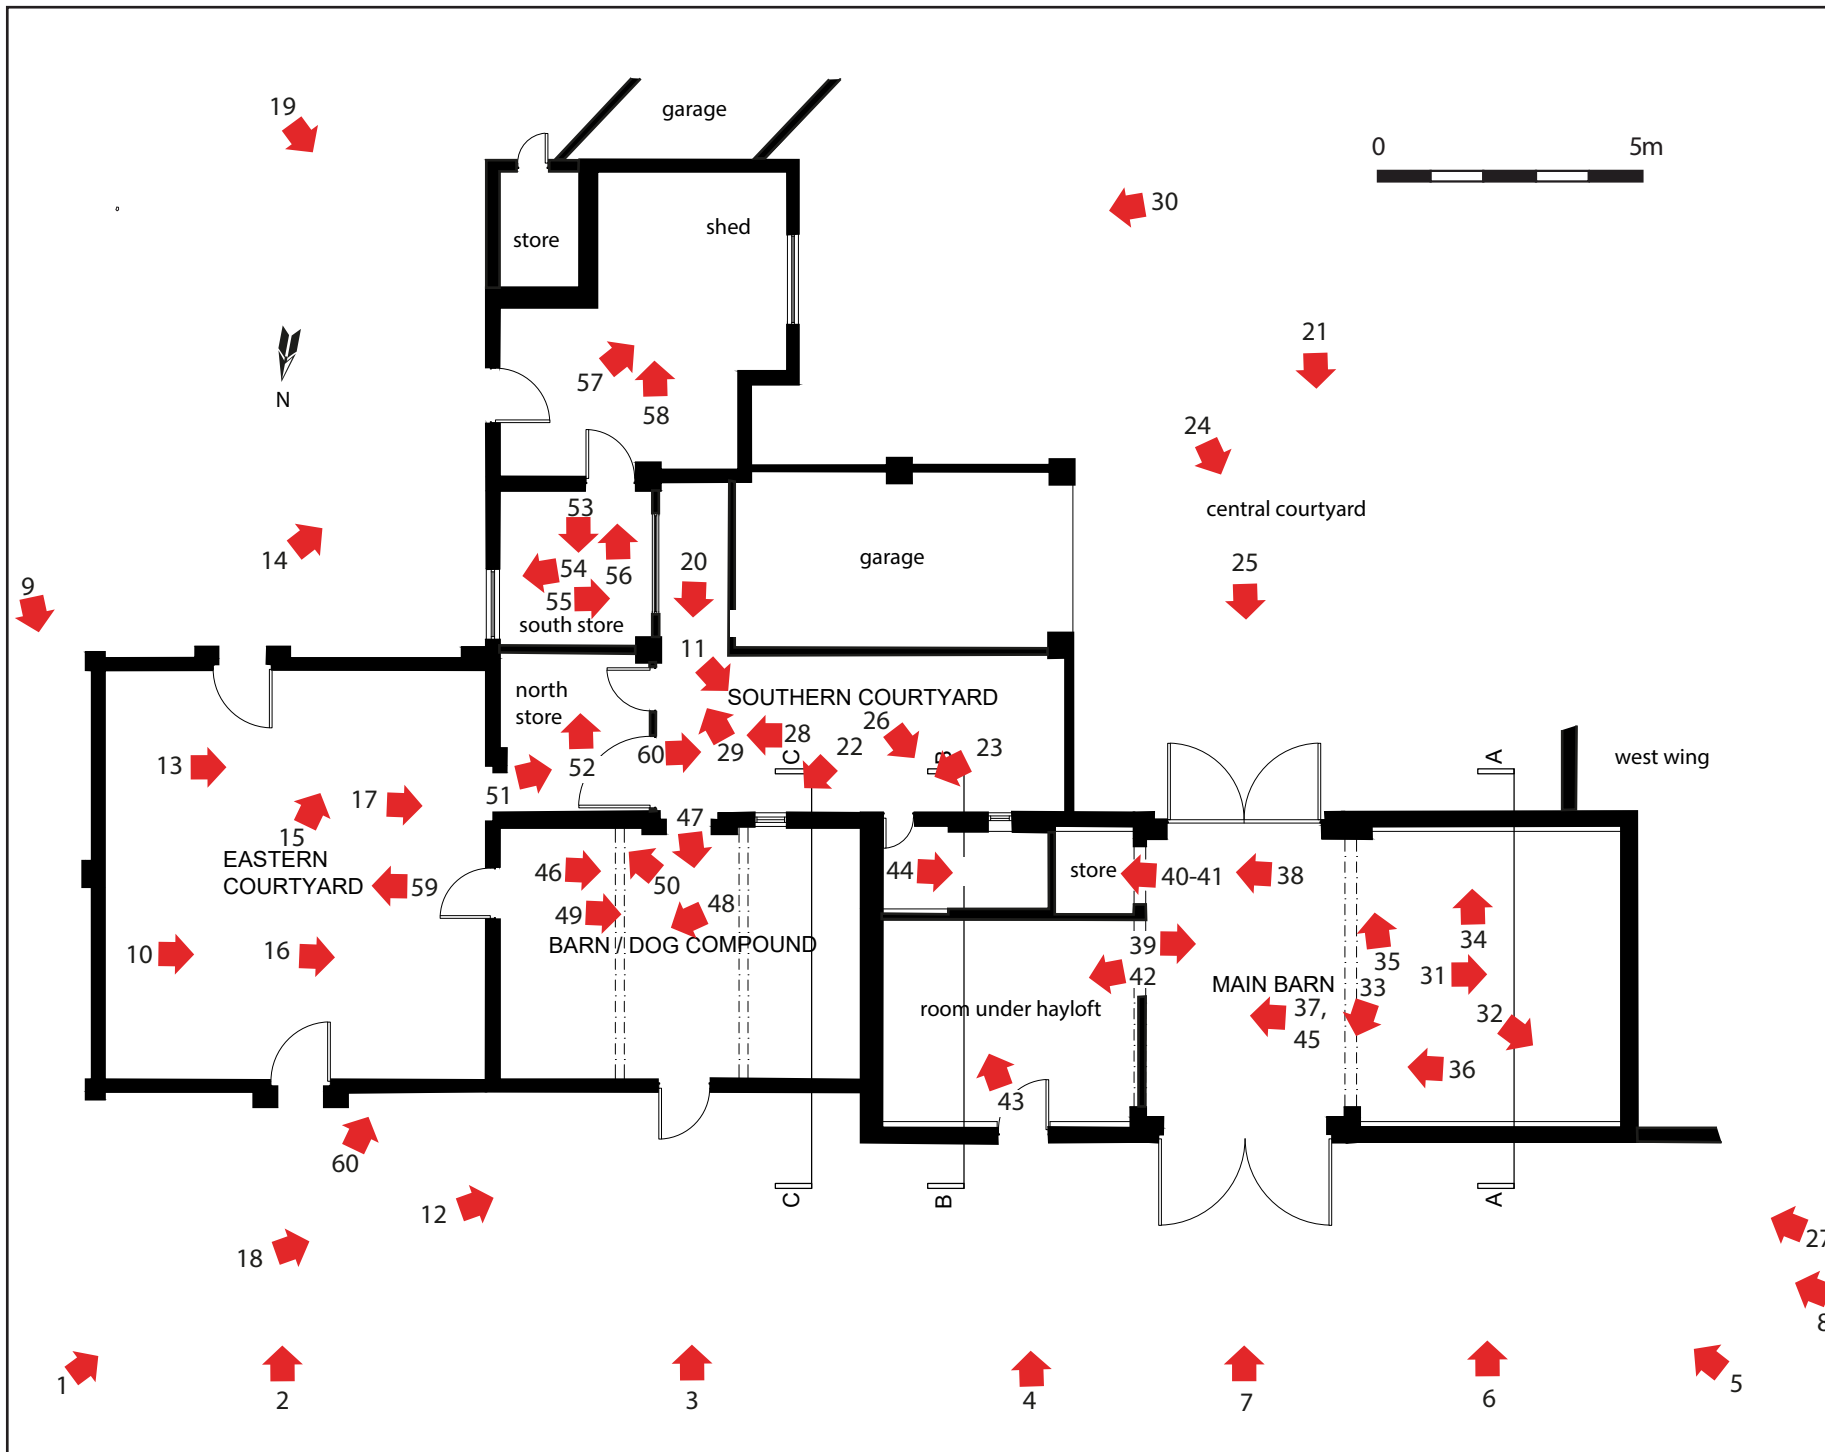 19
garage
0 5m
30
store
shed
21
N
57
58
24
53
central courtyard
14
54
56
20
garage
25
9
55
south store
11
north
store
SOUTHERN COURTYARD
13
17
51
52
60
29
28
C
22
26
B
23
A
west wing
15
47
EASTERN
COURTYARD
59
46
50
44
store
40-41
38
49
48
10
16
BARN / DOG COMPOUND
39
42
35
34
MAIN BARN
33
31
room under hayloft
37,
45
32
36
43
60
12
C
B
A
18
27
8
1
2
3
4
7
6
5